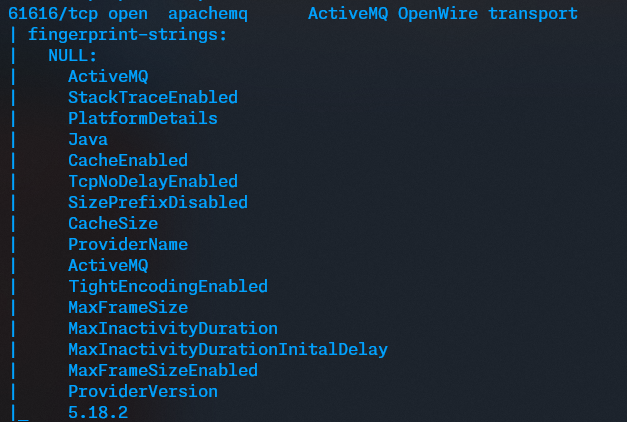 61616/tcp open  apachemq      ActiveMQ OpenWire transport
| fingerprint-strings:
|   NULL:
|     ActiveMQ
|     StackTraceEnabled
|     PlatformDetails
|     Java
|     CacheEnabled
|     TcpNoDelayEnabled
|     SizePrefixDisabled
|     CacheSize
|     ProviderName
|     ActiveMQ
|     TightEncodingEnabled
|     MaxFrameSize
|     MaxInactivityDuration
|     MaxInactivityDurationInitalDelay
|     MaxFrameSizeEnabled
|     ProviderVersion
|_    5.18.2